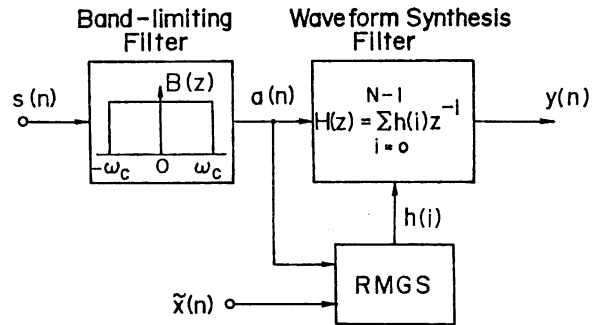 Band-limiting
Filter
Waveform Synthesis
Filter
s(n)
B(z)
-ωc 0 ωc
a(n)
N-1
H(z) = Σh(i)z^-i
i=0
y(n)
h(i)
RMGS
x̃(n)